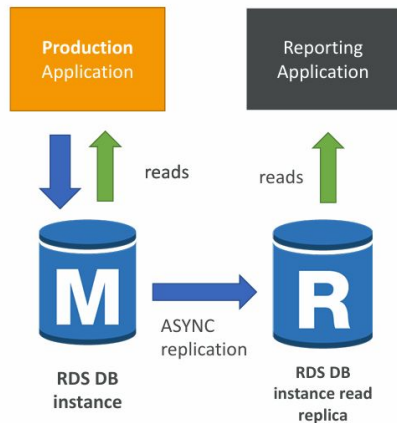 Production
Application
Reporting
Application
reads
reads
M
R
ASYNC
replication
RDS DB
instance
RDS DB
instance read
replica